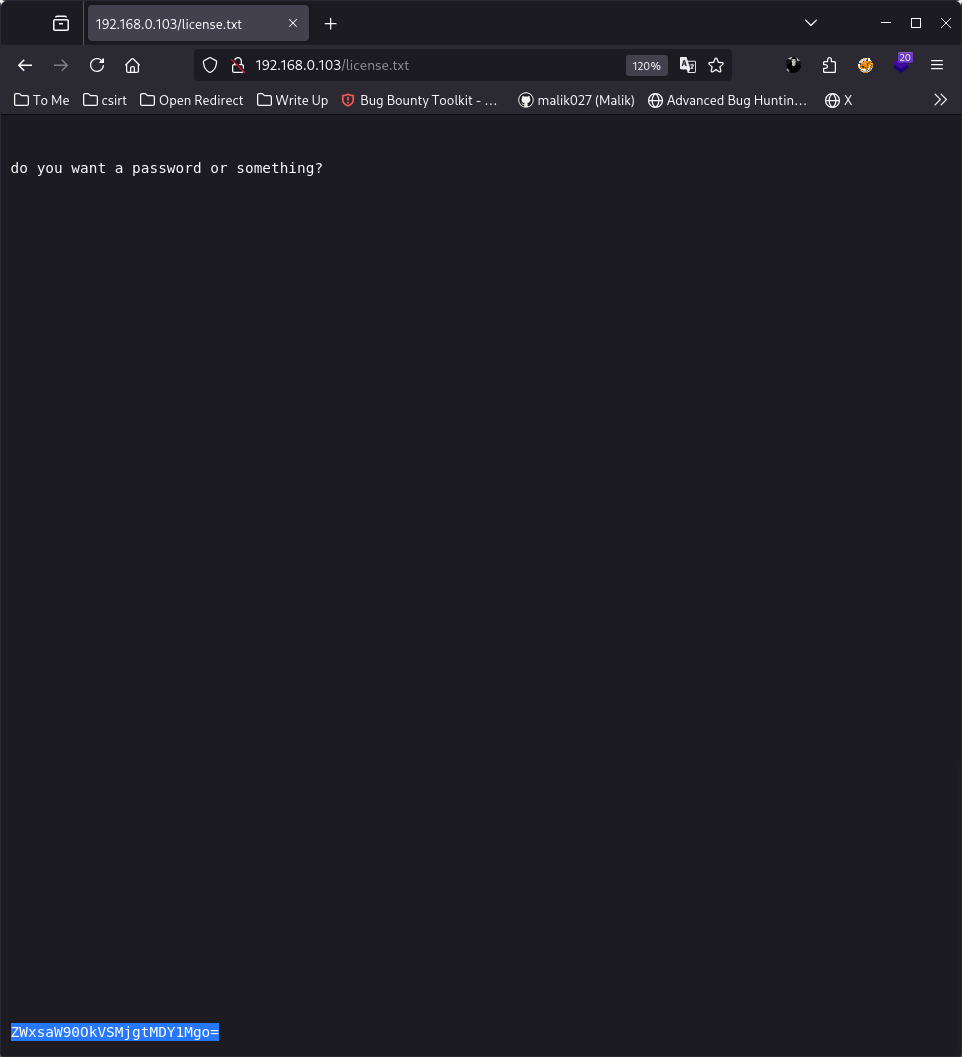 192.168.0.103/license.txt
192.168.0.103/license.txt
120%
20
To Me
csirt
Open Redirect
Write Up
Bug Bounty Toolkit - …
malik027 (Malik)
Advanced Bug Huntin…
X
do you want a password or something?
ZWxsaW90OkVSMjgtMDY1Mgo=